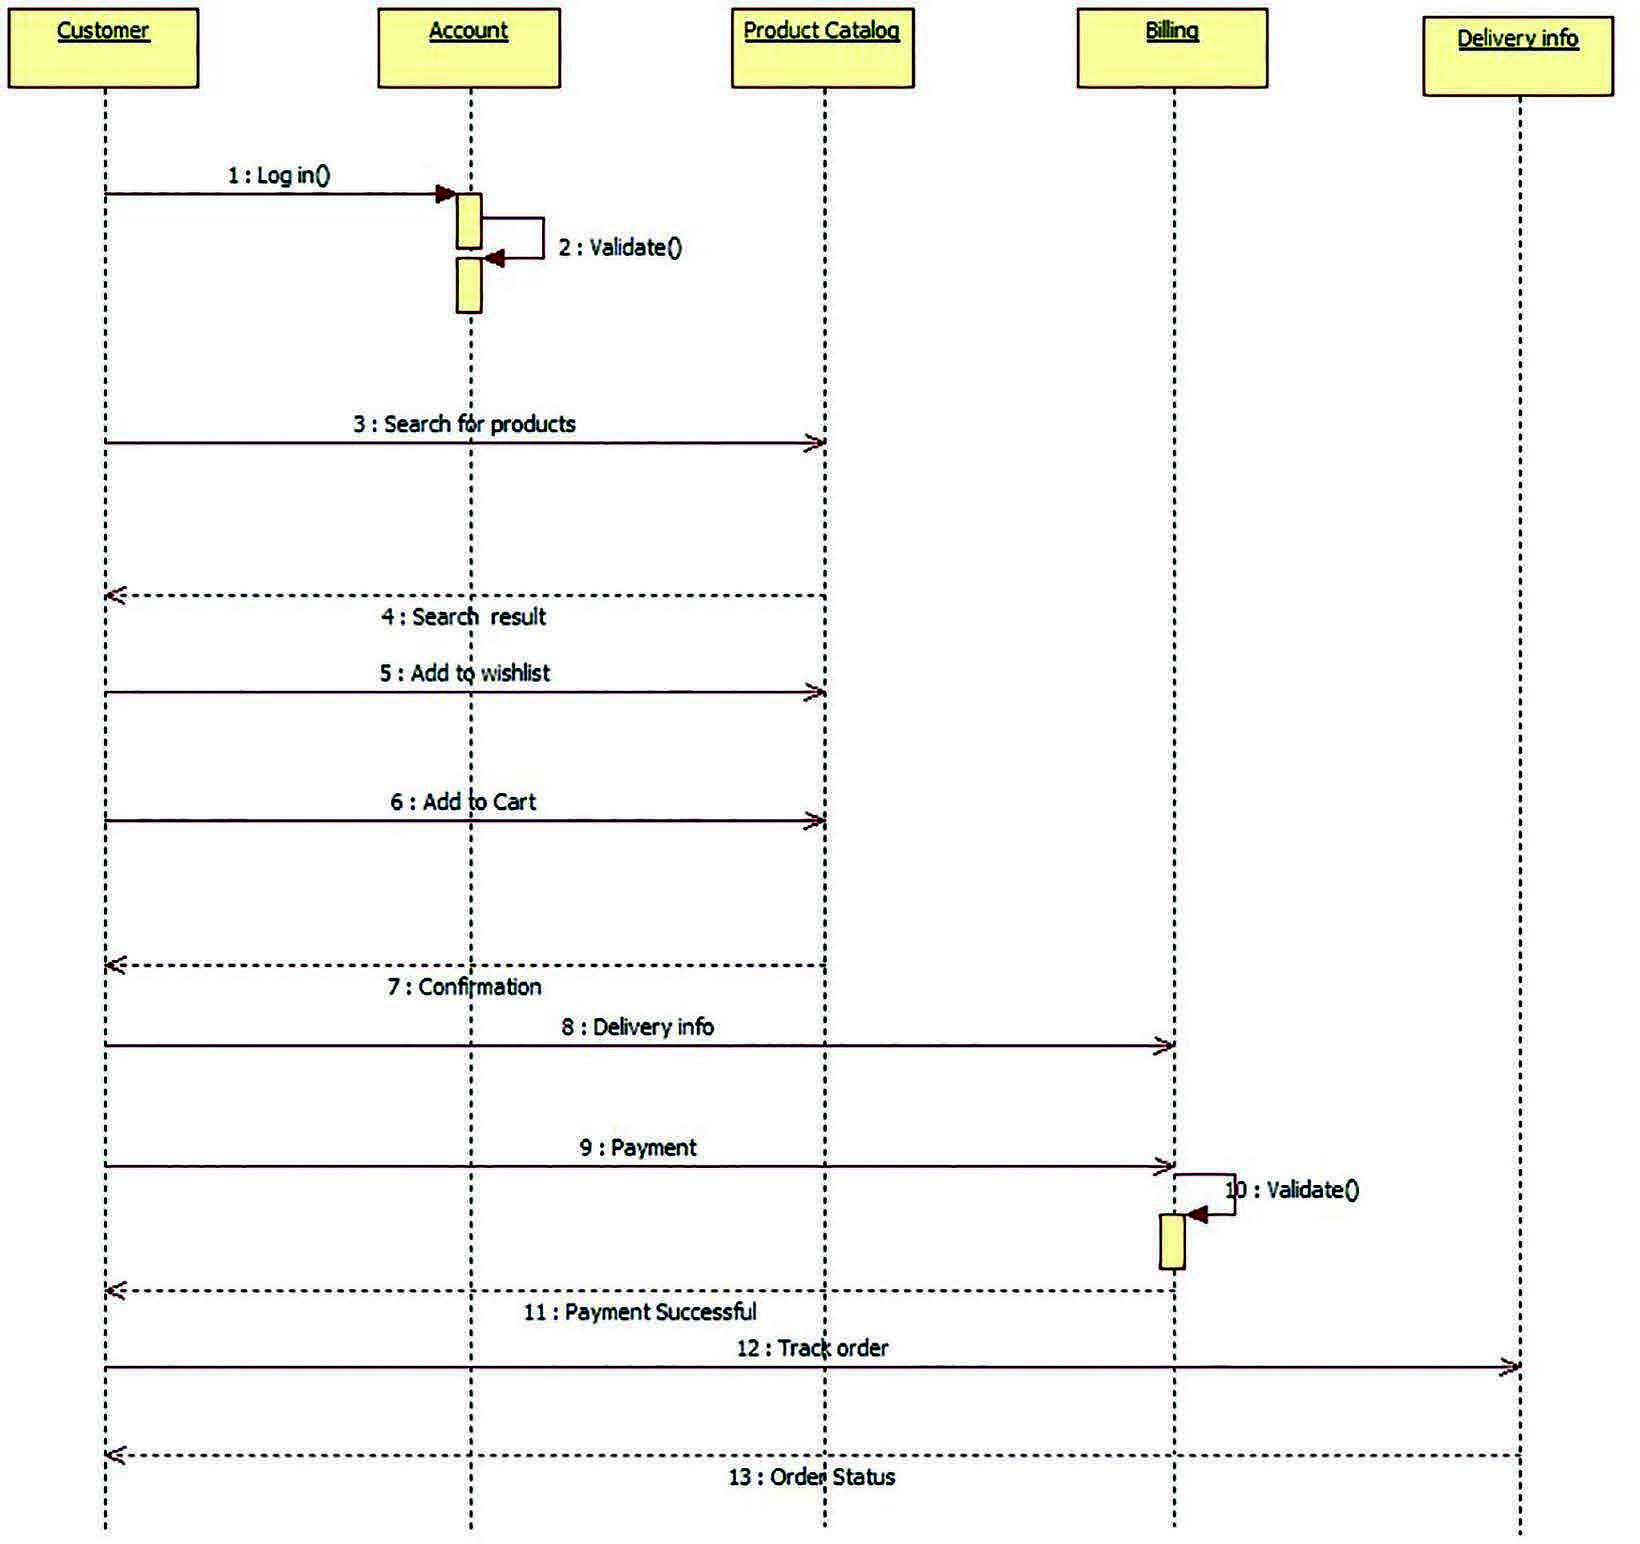 Customer
Account
Product Catalog
Billing
Delivery info
1 : Log in()
2 : Validate()
3 : Search for products
4 : Search result
5 : Add to wishlist
6 : Add to Cart
7 : Confirmation
8 : Delivery info
9 : Payment
10 : Validate()
11 : Payment Successful
12 : Track order
13 : Order Status